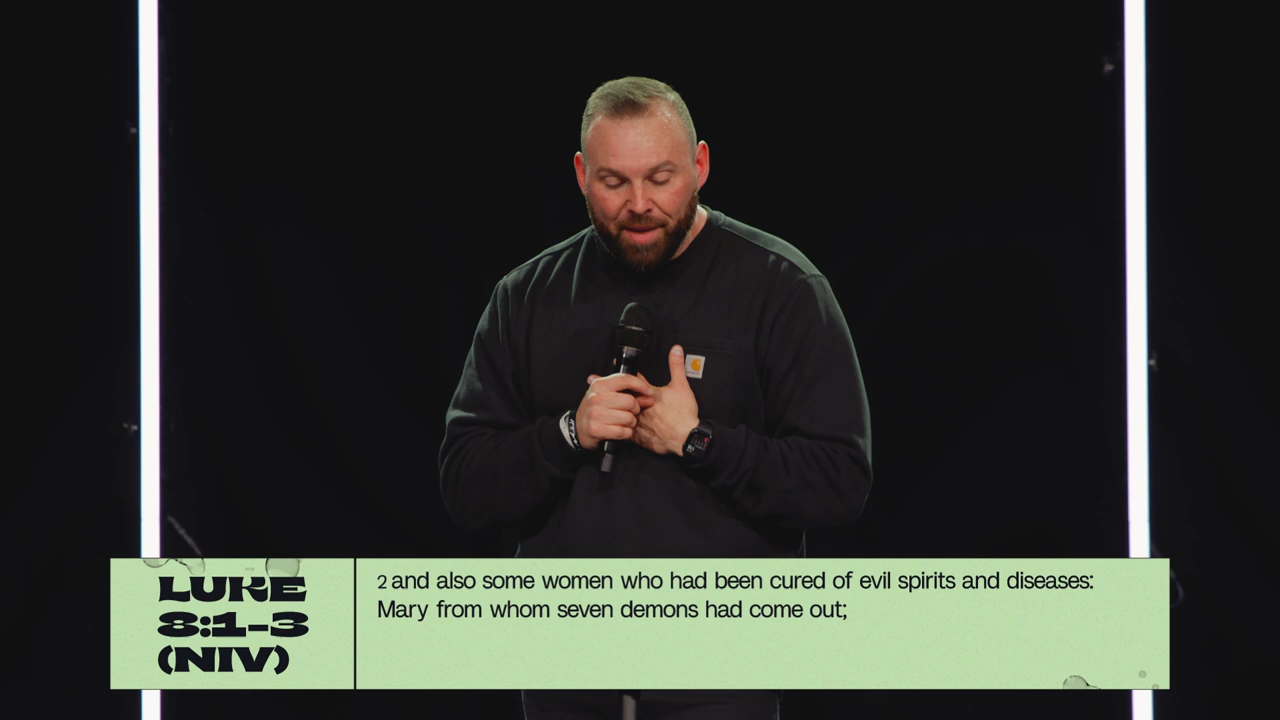 LUKE
8:1-3
(NIV)
2 and also some women who had been cured of evil spirits and diseases:
Mary from whom seven demons had come out;